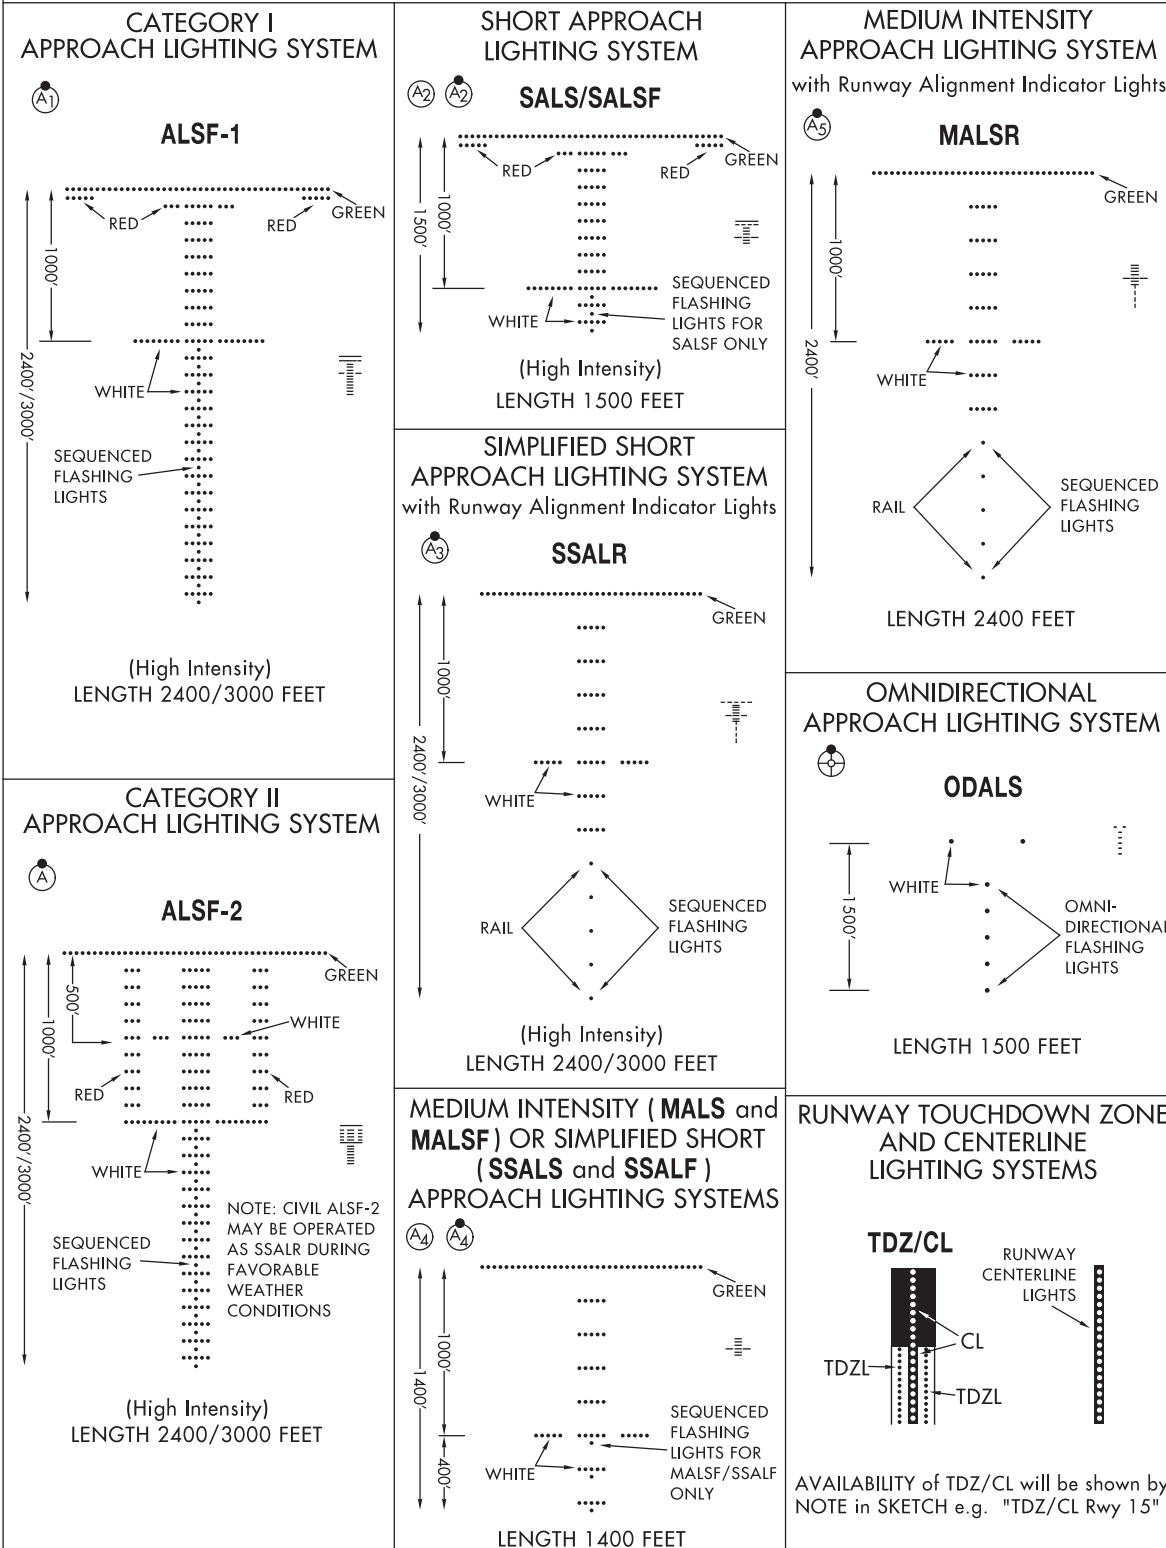 CATEGORY I
APPROACH LIGHTING SYSTEM
A1
ALSF-1
RED
RED
GREEN
1000'
2400'/3000'
WHITE
SEQUENCED
FLASHING
LIGHTS
(High Intensity)
LENGTH 2400/3000 FEET
CATEGORY II
APPROACH LIGHTING SYSTEM
A
ALSF-2
GREEN
500'
1000'
WHITE
RED
RED
2400'/3000'
WHITE
NOTE: CIVIL ALSF-2
MAY BE OPERATED
AS SSALR DURING
FAVORABLE
WEATHER
CONDITIONS
SEQUENCED
FLASHING
LIGHTS
(High Intensity)
LENGTH 2400/3000 FEET
SHORT APPROACH
LIGHTING SYSTEM
A2 A2
SALS/SALSF
RED
RED
GREEN
1500'
1000'
WHITE
SEQUENCED
FLASHING
LIGHTS FOR
SALSF ONLY
(High Intensity)
LENGTH 1500 FEET
SIMPLIFIED SHORT
APPROACH LIGHTING SYSTEM
with Runway Alignment Indicator Lights
A3
SSALR
GREEN
1000'
2400'/3000'
WHITE
RAIL
SEQUENCED
FLASHING
LIGHTS
(High Intensity)
LENGTH 2400/3000 FEET
MEDIUM INTENSITY (MALS and
MALSF) OR SIMPLIFIED SHORT
(SSALS and SSALF)
APPROACH LIGHTING SYSTEMS
A4 A4
GREEN
1000'
1400'
400'
WHITE
SEQUENCED
FLASHING
LIGHTS FOR
MALSF/SSALF
ONLY
LENGTH 1400 FEET
MEDIUM INTENSITY
APPROACH LIGHTING SYSTEM
with Runway Alignment Indicator Lights
A5
MALSR
GREEN
1000'
2400'
WHITE
RAIL
SEQUENCED
FLASHING
LIGHTS
LENGTH 2400 FEET
OMNIDIRECTIONAL
APPROACH LIGHTING SYSTEM
ODALS
WHITE
1500'
OMNI-
DIRECTIONAL
FLASHING
LIGHTS
LENGTH 1500 FEET
RUNWAY TOUCHDOWN ZONE
AND CENTERLINE
LIGHTING SYSTEMS
TDZ/CL
RUNWAY
CENTERLINE
LIGHTS
CL
TDZL
TDZL
AVAILABILITY of TDZ/CL will be shown by
NOTE in SKETCH e.g. "TDZ/CL Rwy 15"